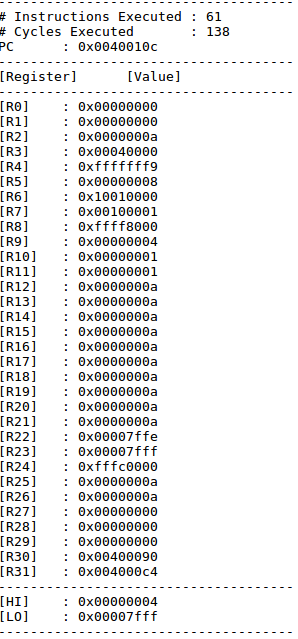 # Instructions Executed : 61
# Cycles Executed : 138
PC : 0x0040010c
[Register] [Value]
[R0] : 0x00000000
[R1] : 0x00000000
[R2] : 0x0000000a
[R3] : 0x00040000
[R4] : 0xfffffff9
[R5] : 0x00000008
[R6] : 0x10010000
[R7] : 0x00100001
[R8] : 0xffff8000
[R9] : 0x00000004
[R10] : 0x00000001
[R11] : 0x00000001
[R12] : 0x0000000a
[R13] : 0x0000000a
[R14] : 0x0000000a
[R15] : 0x0000000a
[R16] : 0x0000000a
[R17] : 0x0000000a
[R18] : 0x0000000a
[R19] : 0x0000000a
[R20] : 0x0000000a
[R21] : 0x0000000a
[R22] : 0x00007ffe
[R23] : 0x00007fff
[R24] : 0xfffc0000
[R25] : 0x0000000a
[R26] : 0x0000000a
[R27] : 0x00000000
[R28] : 0x00000000
[R29] : 0x00000000
[R30] : 0x00400090
[R31] : 0x004000c4
[HI] : 0x00000004
[LO] : 0x00007fff